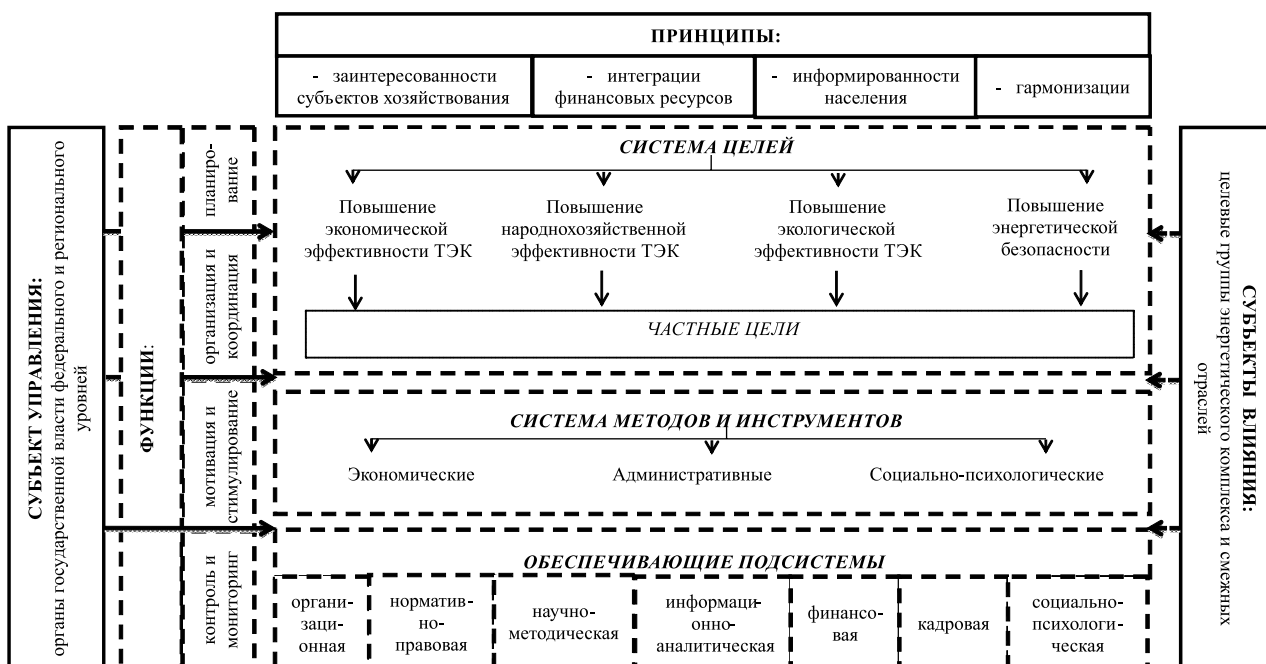 ПРИНЦИПЫ:
- заинтересованности
субъектов хозяйствования
- интеграции
финансовых ресурсов
- информированности
населения
- гармонизации
СУБЪЕКТ УПРАВЛЕНИЯ:
органы государственной власти федерального и регионального
уровней
ФУНКЦИИ:
планиро-
вание
организация и
координация
мотивация и
стимулирование
контроль и
мониторинг
СИСТЕМА ЦЕЛЕЙ
Повышение
экономической
эффективности ТЭК
Повышение
народнохозяйственной
эффективности ТЭК
Повышение
экологической
эффективности ТЭК
Повышение
энергетической
безопасности
ЧАСТНЫЕ ЦЕЛИ
СИСТЕМА МЕТОДОВ И ИНСТРУМЕНТОВ
Экономические
Административные
Социально-психологические
ОБЕСПЕЧИВАЮЩИЕ ПОДСИСТЕМЫ
органи-
заци-
онная
норматив-
но-
правовая
научно-
методическая
информаци-
онно-
аналитическая
финансо-
вая
кадровая
социально-
психологи-
ческая
СУБЪЕКТЫ ВЛИЯНИЯ:
целевые группы энергетического комплекса и смежных
отраслей